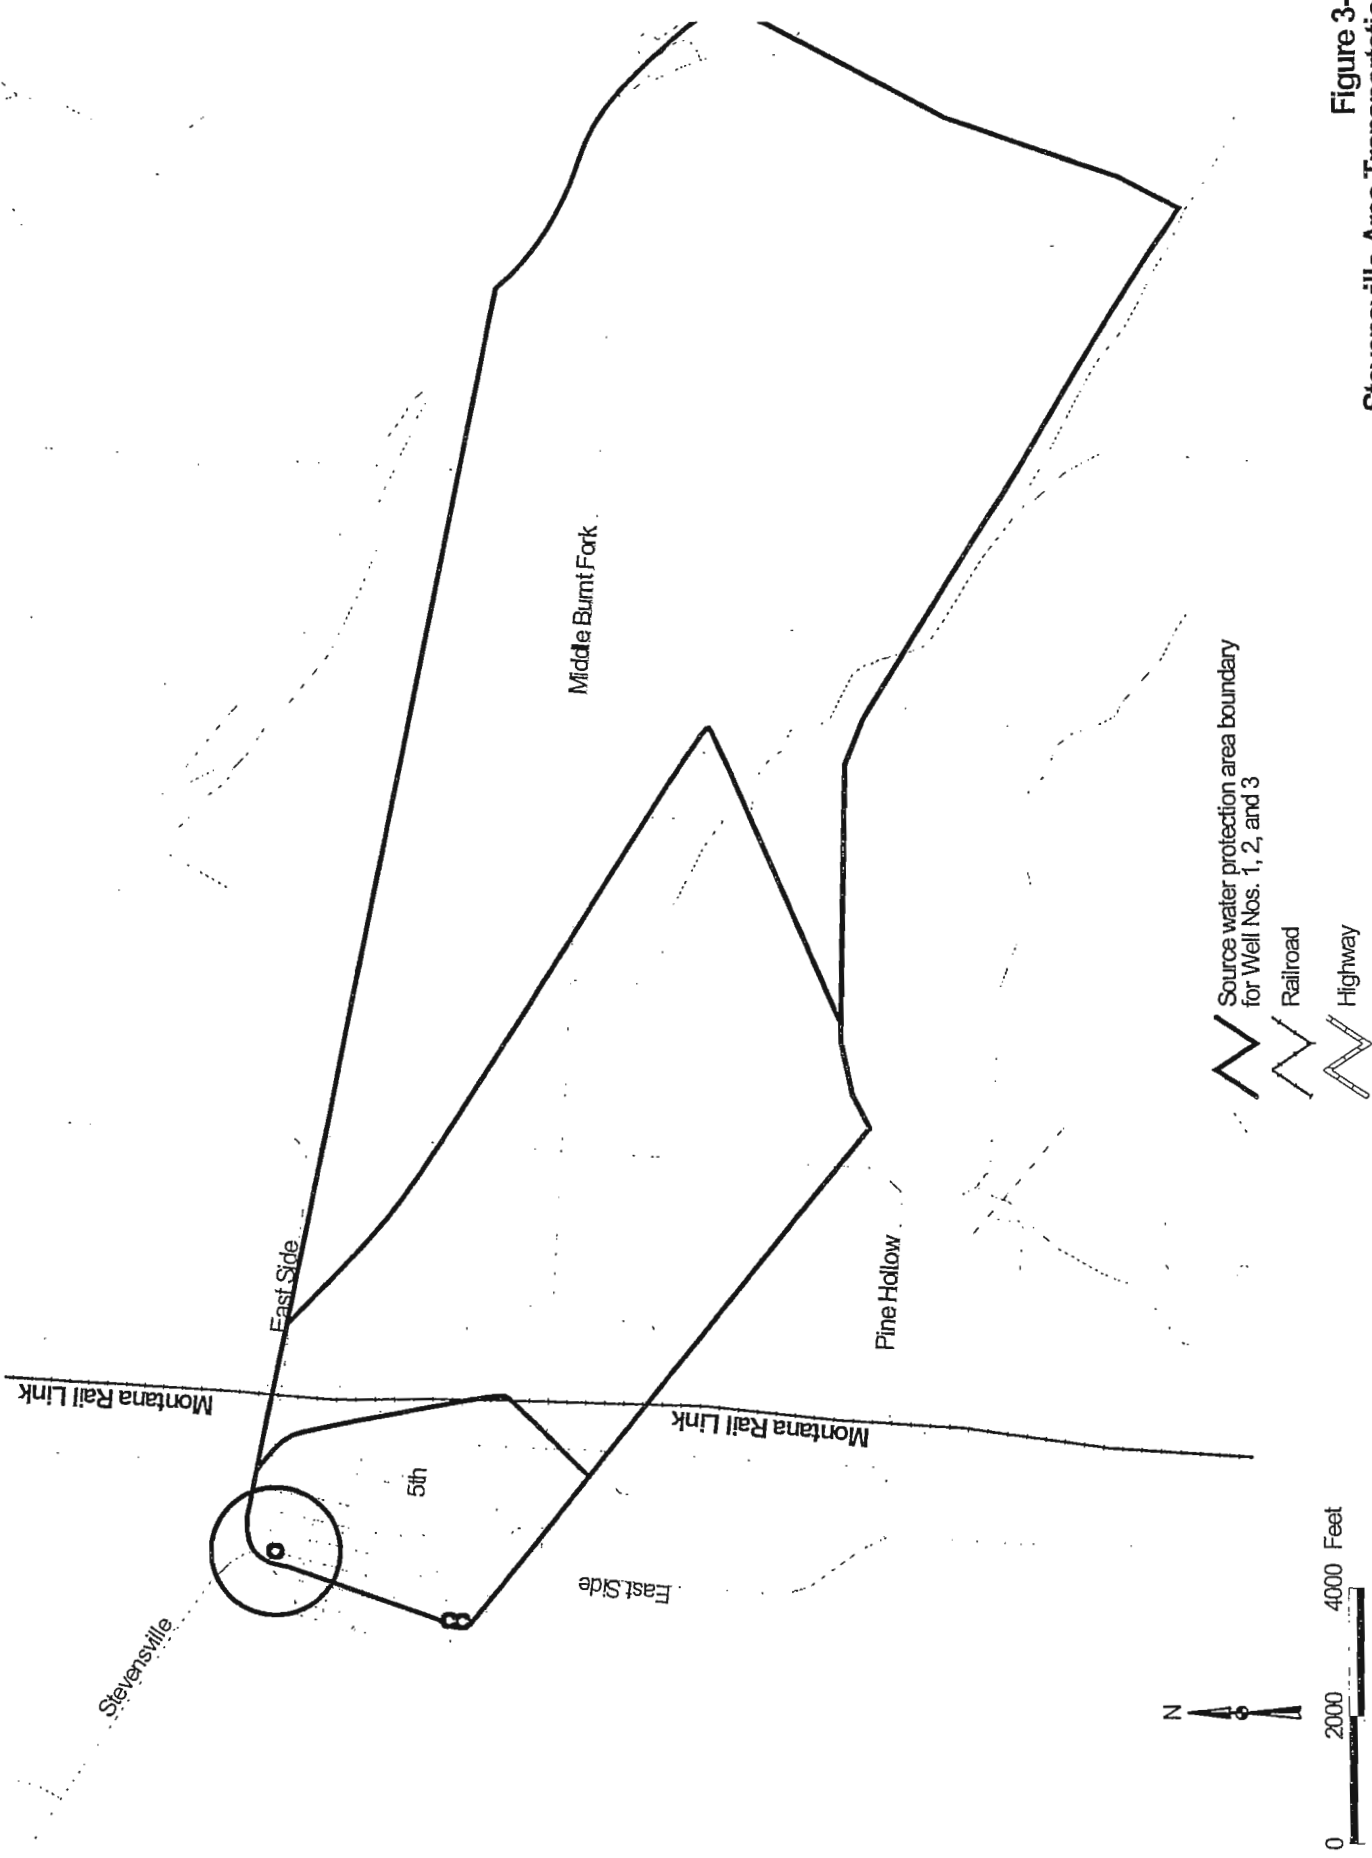 Stevensville
East Side
5th
East Side
Montana Rail Link
Montana Rail Link
Middle Burnt Fork
Pine Hollow
N
0 2000 4000 Feet
Source water protection area boundary
for Well Nos. 1, 2, and 3
Railroad
Highway
Figure 3-